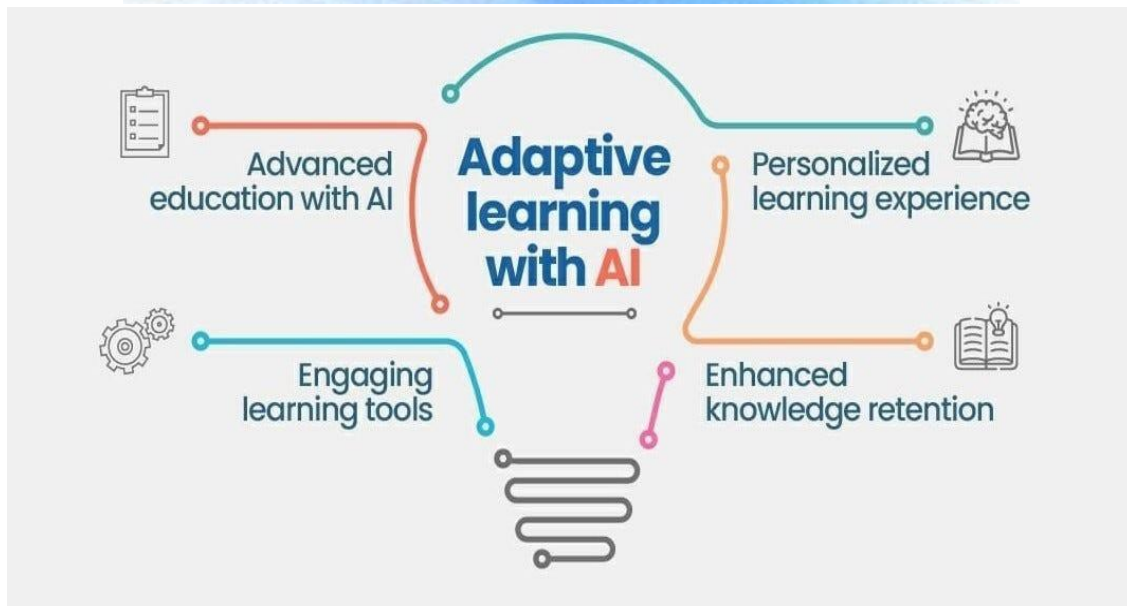 Adaptive
learning
with AI
Advanced
education with AI
Personalized
learning experience
Engaging
learning tools
Enhanced
knowledge retention